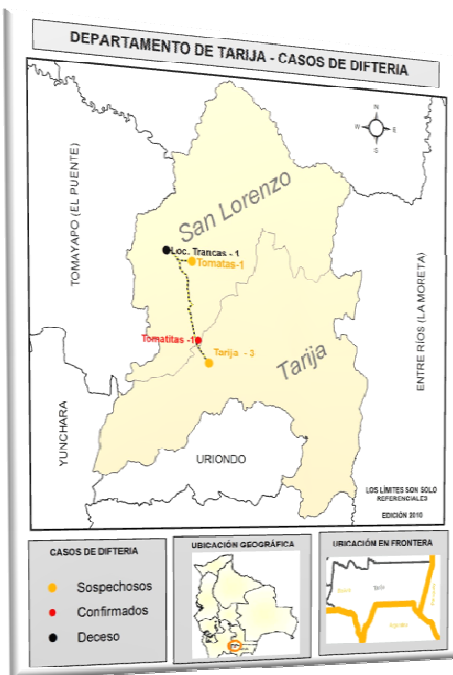 DEPARTAMENTO DE TARIJA - CASOS DE DIFTERIA
N
W
E
S
TOMAYAPO (EL PUENTE)
San Lorenzo
Loc. Trancas - 1
Tomatas-1
Tomatitas -1
Tarija - 3
Tarija
ENTRE RÍOS (LA MORETA)
YUNCHARA
URIONDO
LOS LÍMITES SON SOLO
REFERENCIALES
EDICIÓN 2010
CASOS DE DIFTERIA
Sospechosos
Confirmados
Deceso
UBICACIÓN GEOGRÁFICA
UBICACIÓN EN FRONTERA